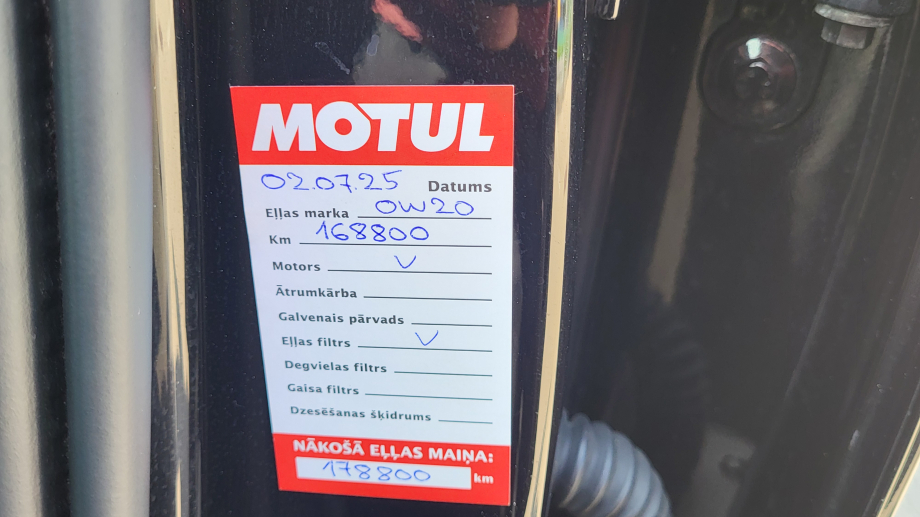 MOTUL
02.07.25 Datums
Eļļas marka 0W20
Km 168800
Motors V
Ātrumkārba
Galvenais pārvads
Eļļas filtrs V
Degvielas filtrs
Gaisa filtrs
Dzesēšanas šķidrums
NĀKOŠĀ EĻĻAS MAIŅA:
178800 km